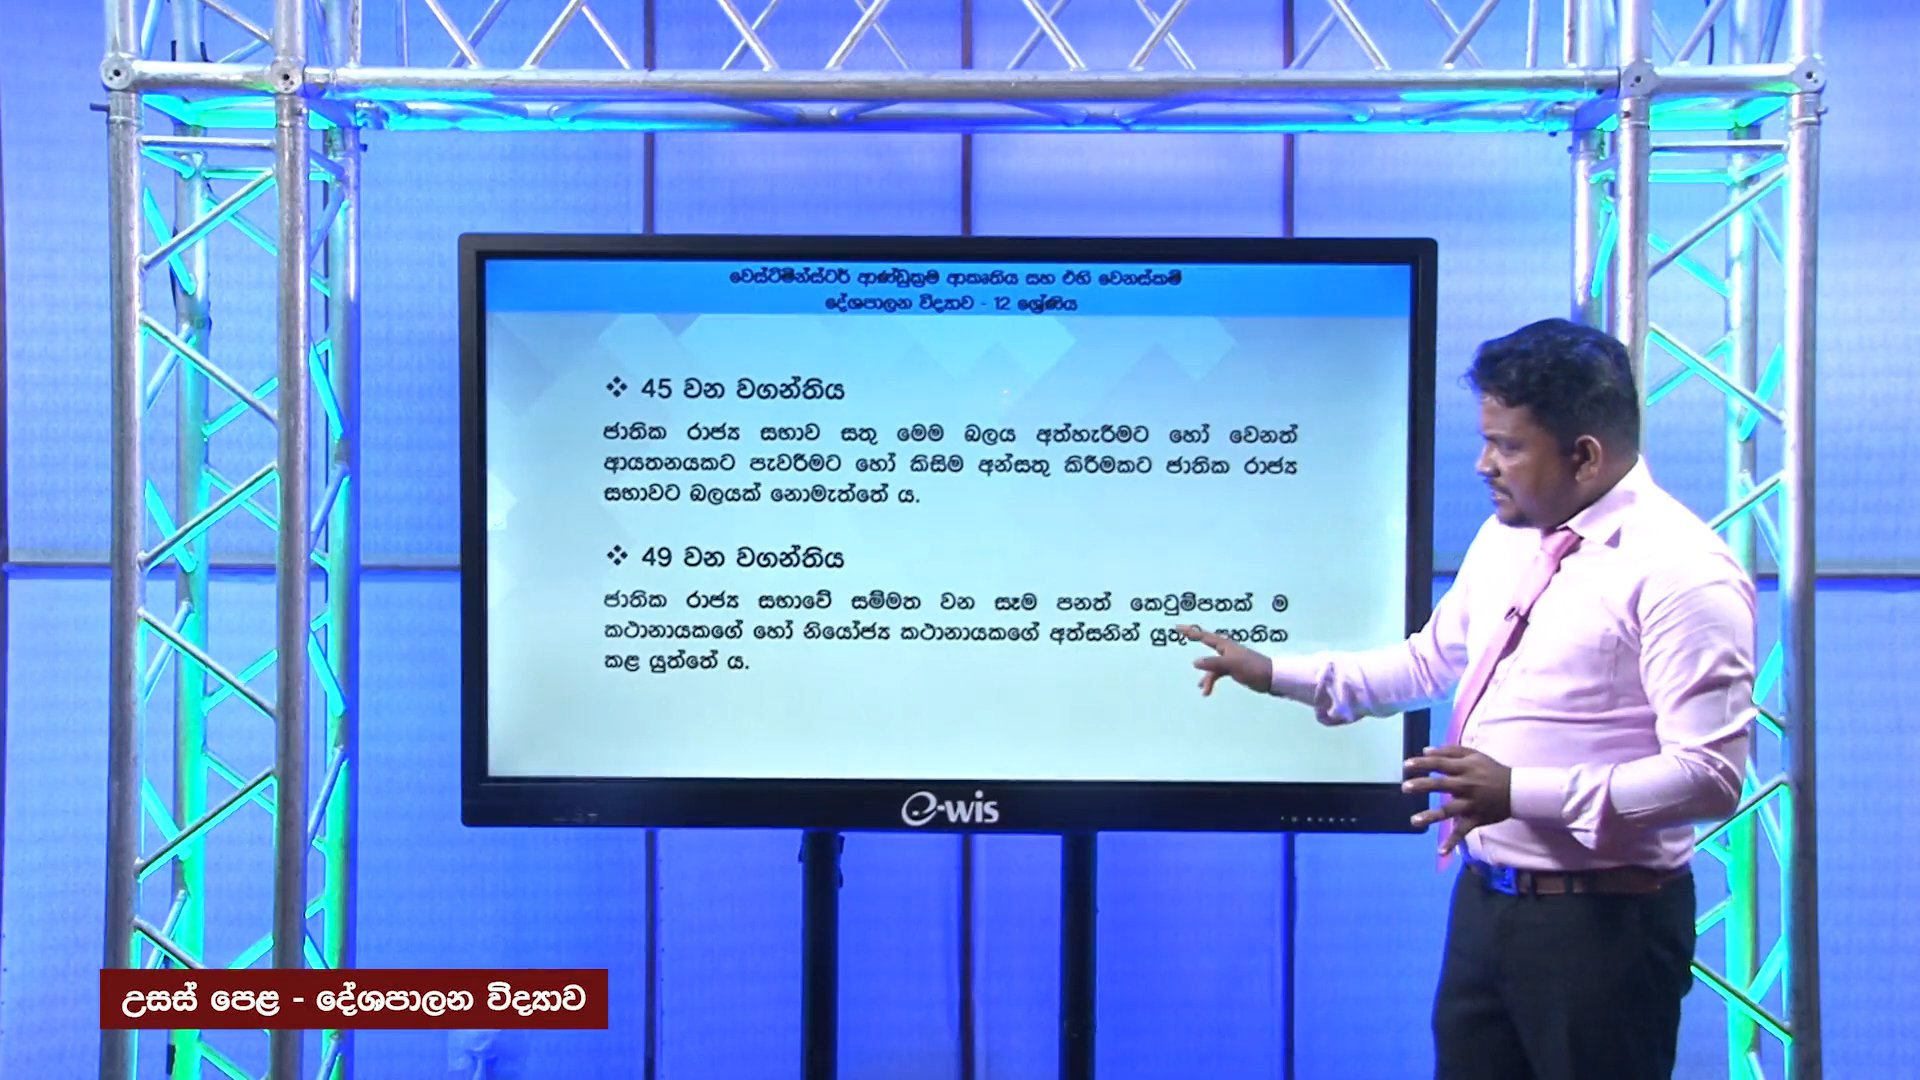 වෙස්ට්මින්ස්ටර් ආණ්ඩුක්‍රම ආකෘතිය සහ එහි වෙනස්කම්
දේශපාලන විද්‍යාව - 12 ශ්‍රේණිය
❖ 45 වන වගන්තිය
ජාතික රාජ්‍ය සභාව සතු මෙම බලය අත්හැරීමට හෝ වෙනත්
ආයතනයකට පැවරීමට හෝ කිසිම අන්සතු කිරීමකට ජාතික රාජ්‍ය
සභාවට බලයක් නොමැත්තේ ය.
❖ 49 වන වගන්තිය
ජාතික රාජ්‍ය සභාවේ සම්මත වන සෑම පනත් කෙටුම්පතක් ම
කථානායකගේ හෝ නියෝජ්‍ය කථානායකගේ අත්සනින් සහතික
කළ යුත්තේ ය.
e-wis
උසස් පෙළ - දේශපාලන විද්‍යාව